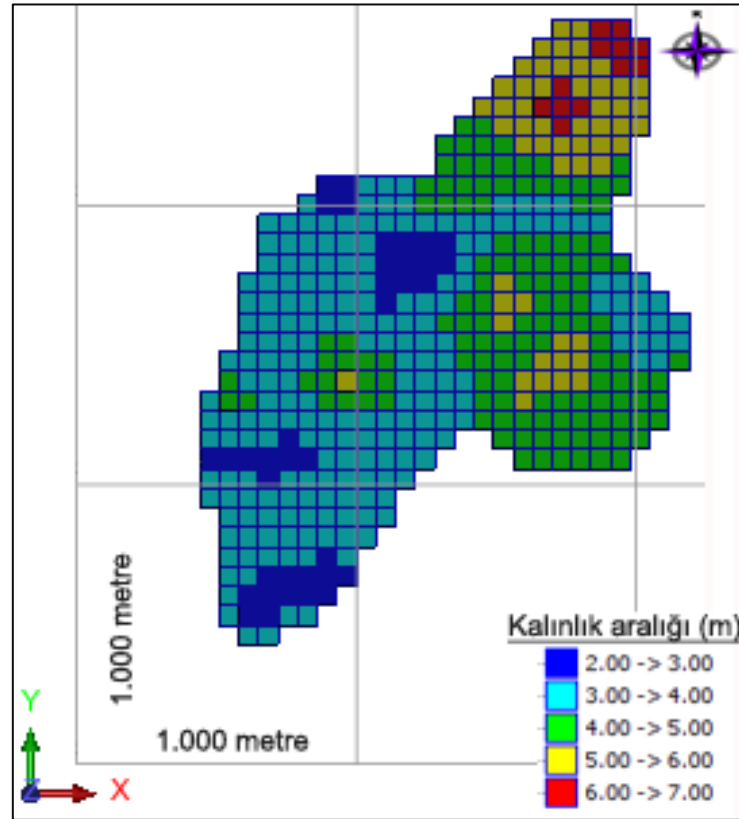 1.000 metre
1.000 metre
Kalınlık aralığı (m)
2.00 -> 3.00
3.00 -> 4.00
4.00 -> 5.00
5.00 -> 6.00
6.00 -> 7.00
Y
X